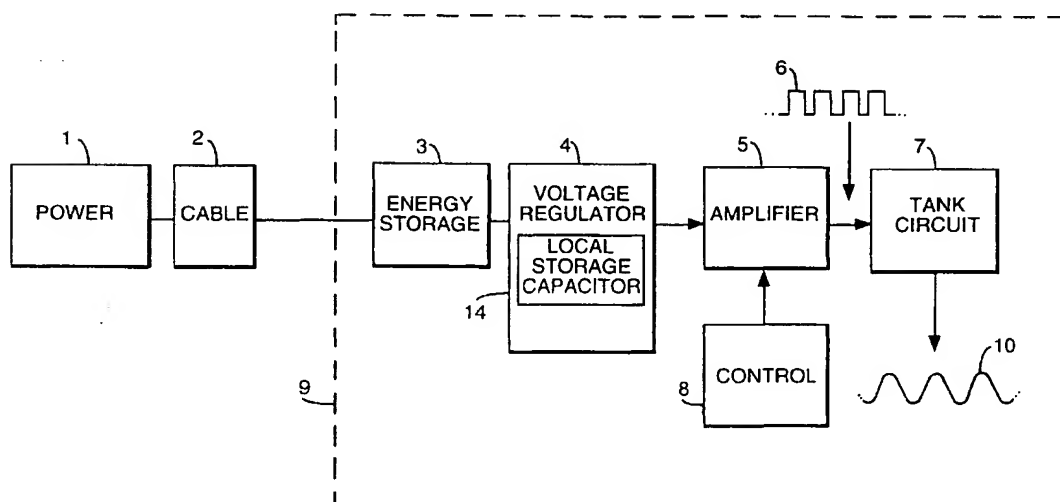 1
POWER
2
CABLE
3
ENERGY
STORAGE
4
VOLTAGE
REGULATOR
LOCAL
STORAGE
CAPACITOR
14
5
AMPLIFIER
6
7
TANK
CIRCUIT
8
CONTROL
9
10